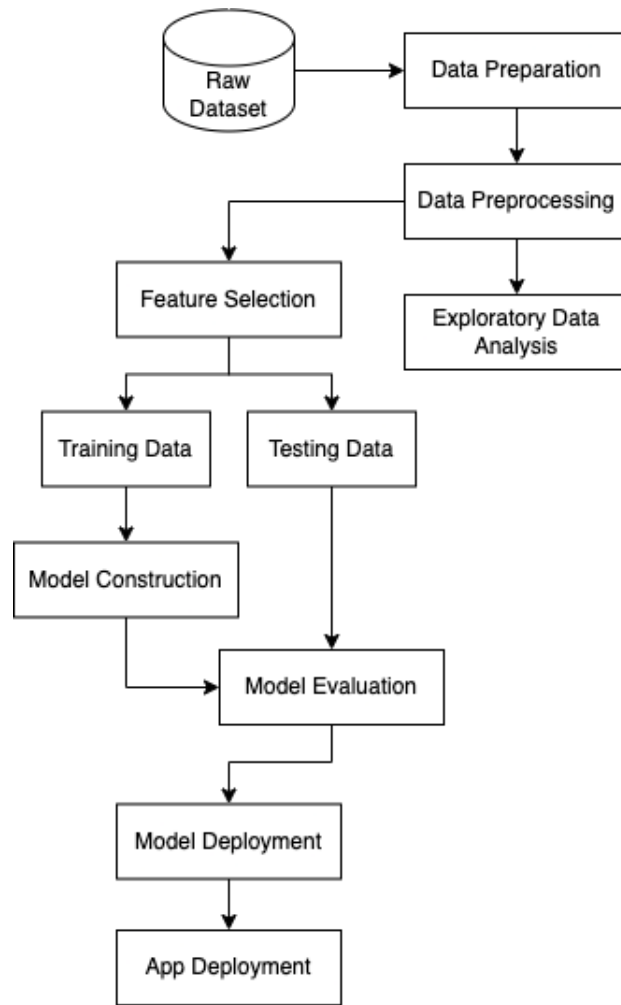 Raw
Dataset
Data Preparation
Data Preprocessing
Feature Selection
Exploratory Data
Analysis
Training Data
Testing Data
Model Construction
Model Evaluation
Model Deployment
App Deployment